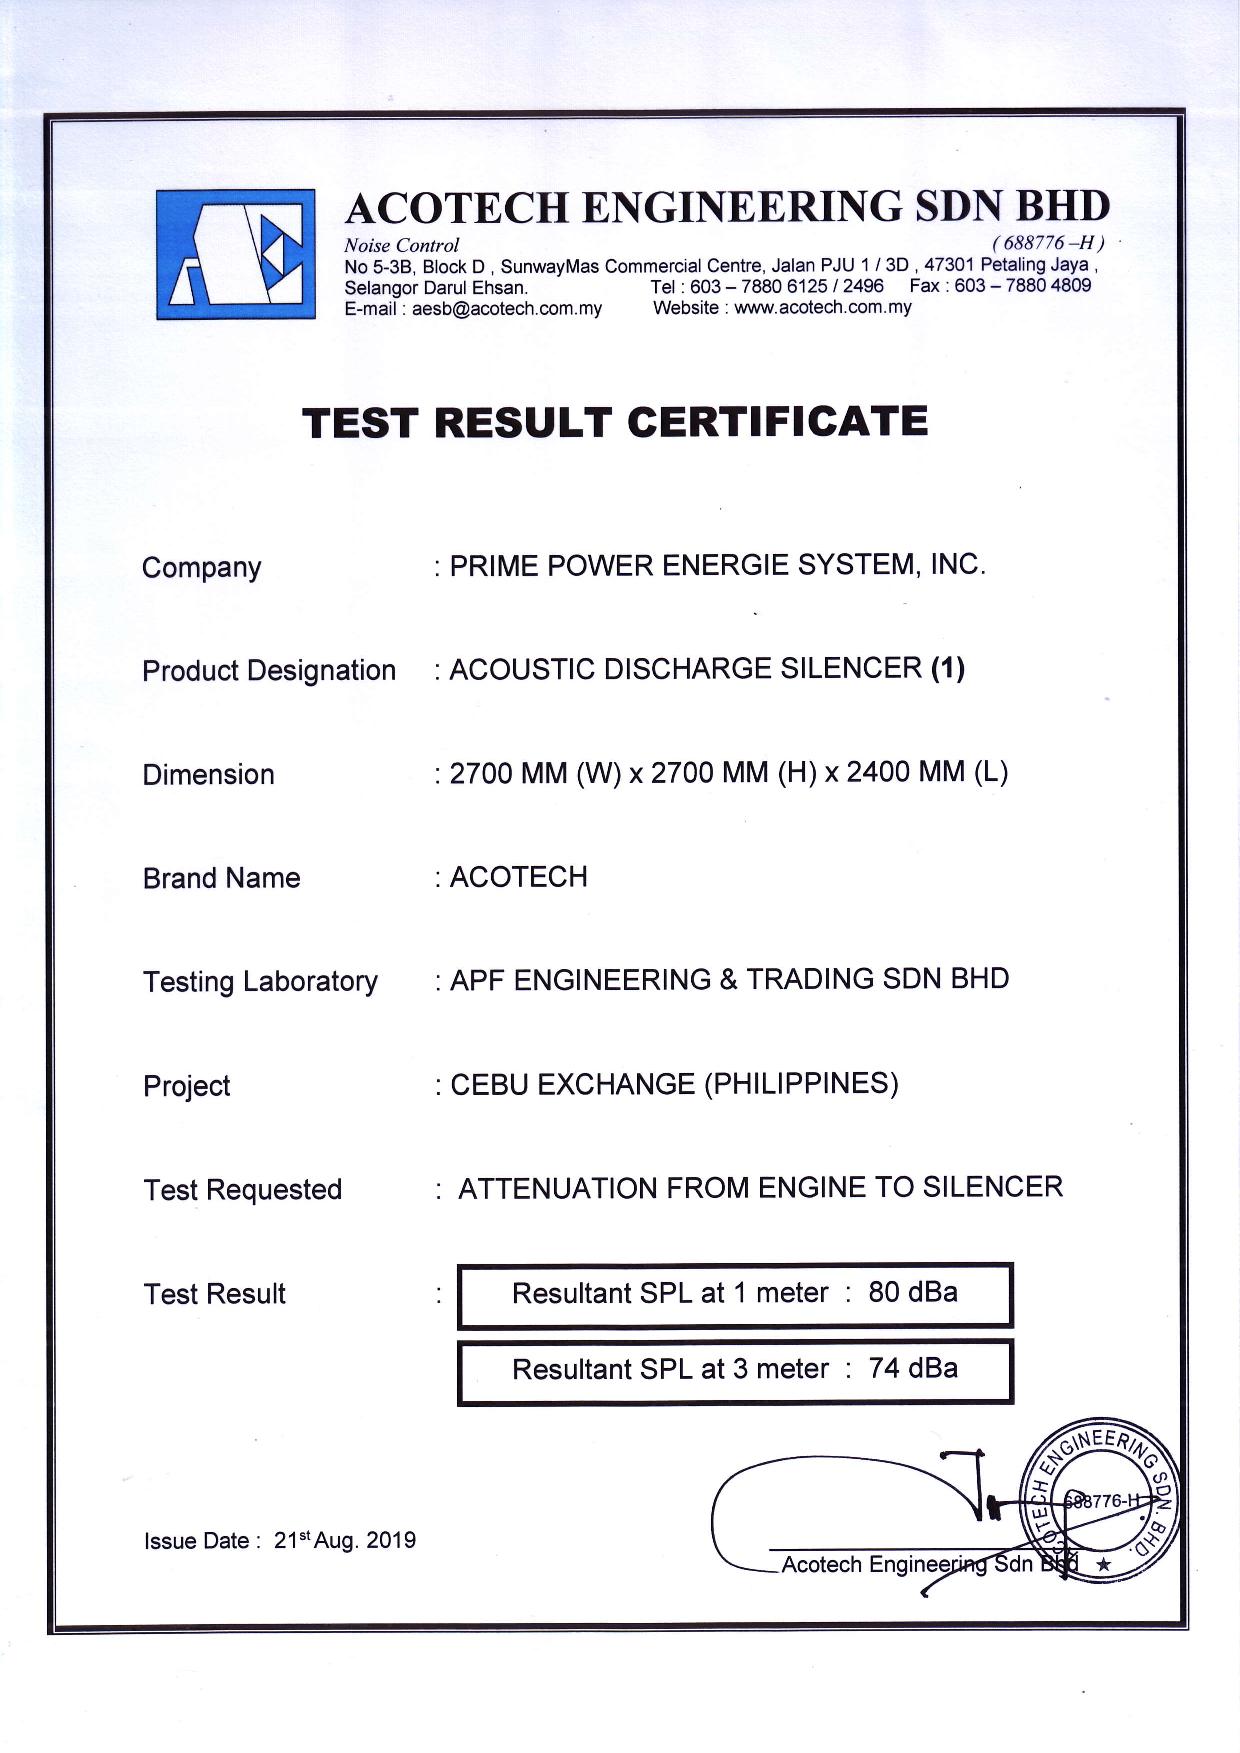 ACOTECH ENGINEERING SDN BHD
Noise Control (688776–H)
No 5-3B, Block D , SunwayMas Commercial Centre, Jalan PJU 1 / 3D , 47301 Petaling Jaya ,
Selangor Darul Ehsan. Tel : 603 – 7880 6125 / 2496 Fax : 603 – 7880 4809
E-mail : aesb@acotech.com.my Website : www.acotech.com.my
TEST RESULT CERTIFICATE
Company : PRIME POWER ENERGIE SYSTEM, INC.
Product Designation : ACOUSTIC DISCHARGE SILENCER (1)
Dimension : 2700 MM (W) x 2700 MM (H) x 2400 MM (L)
Brand Name : ACOTECH
Testing Laboratory : APF ENGINEERING & TRADING SDN BHD
Project : CEBU EXCHANGE (PHILIPPINES)
Test Requested : ATTENUATION FROM ENGINE TO SILENCER
Test Result : Resultant SPL at 1 meter : 80 dBa
Resultant SPL at 3 meter : 74 dBa
ACOTECH ENGINEERING SDN. BHD.
688776-H
Issue Date : 21st Aug. 2019
Acotech Engineering Sdn Bhd